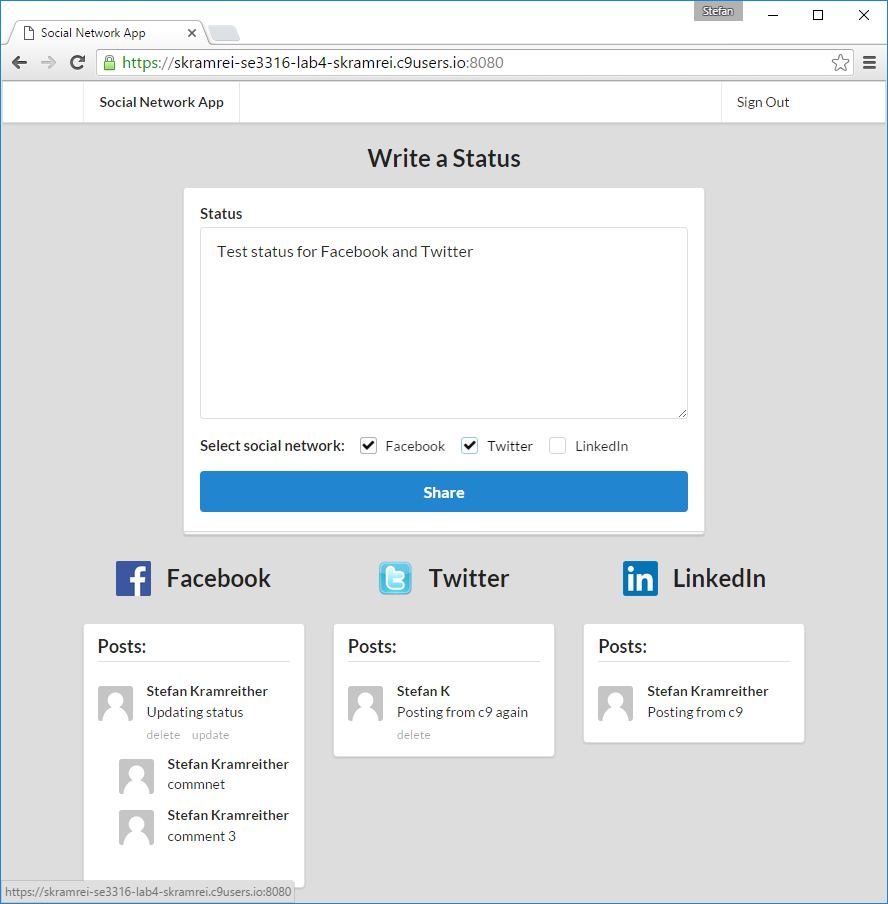 Stefan
Social Network App
https://skramrei-se3316-lab4-skramrei.c9users.io:8080
Social Network App
Sign Out
Write a Status
Status
Test status for Facebook and Twitter
Select social network: Facebook Twitter LinkedIn
Share
Facebook
Twitter
LinkedIn
Posts:
Stefan Kramreither
Updating status
delete update
Stefan Kramreither
commnet
Stefan Kramreither
comment 3
Posts:
Stefan K
Posting from c9 again
delete
Posts:
Stefan Kramreither
Posting from c9
https://skramrei-se3316-lab4-skramrei.c9users.io:8080